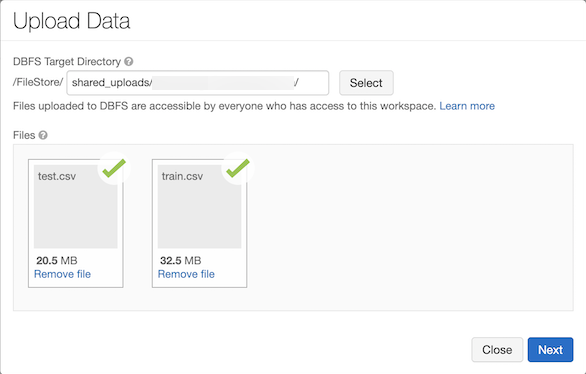 Upload Data
DBFS Target Directory
/FileStore/ shared_uploads/ / Select
Files uploaded to DBFS are accessible by everyone who has access to this workspace. Learn more
Files
test.csv train.csv
20.5 MB 32.5 MB
Remove file Remove file
Close Next